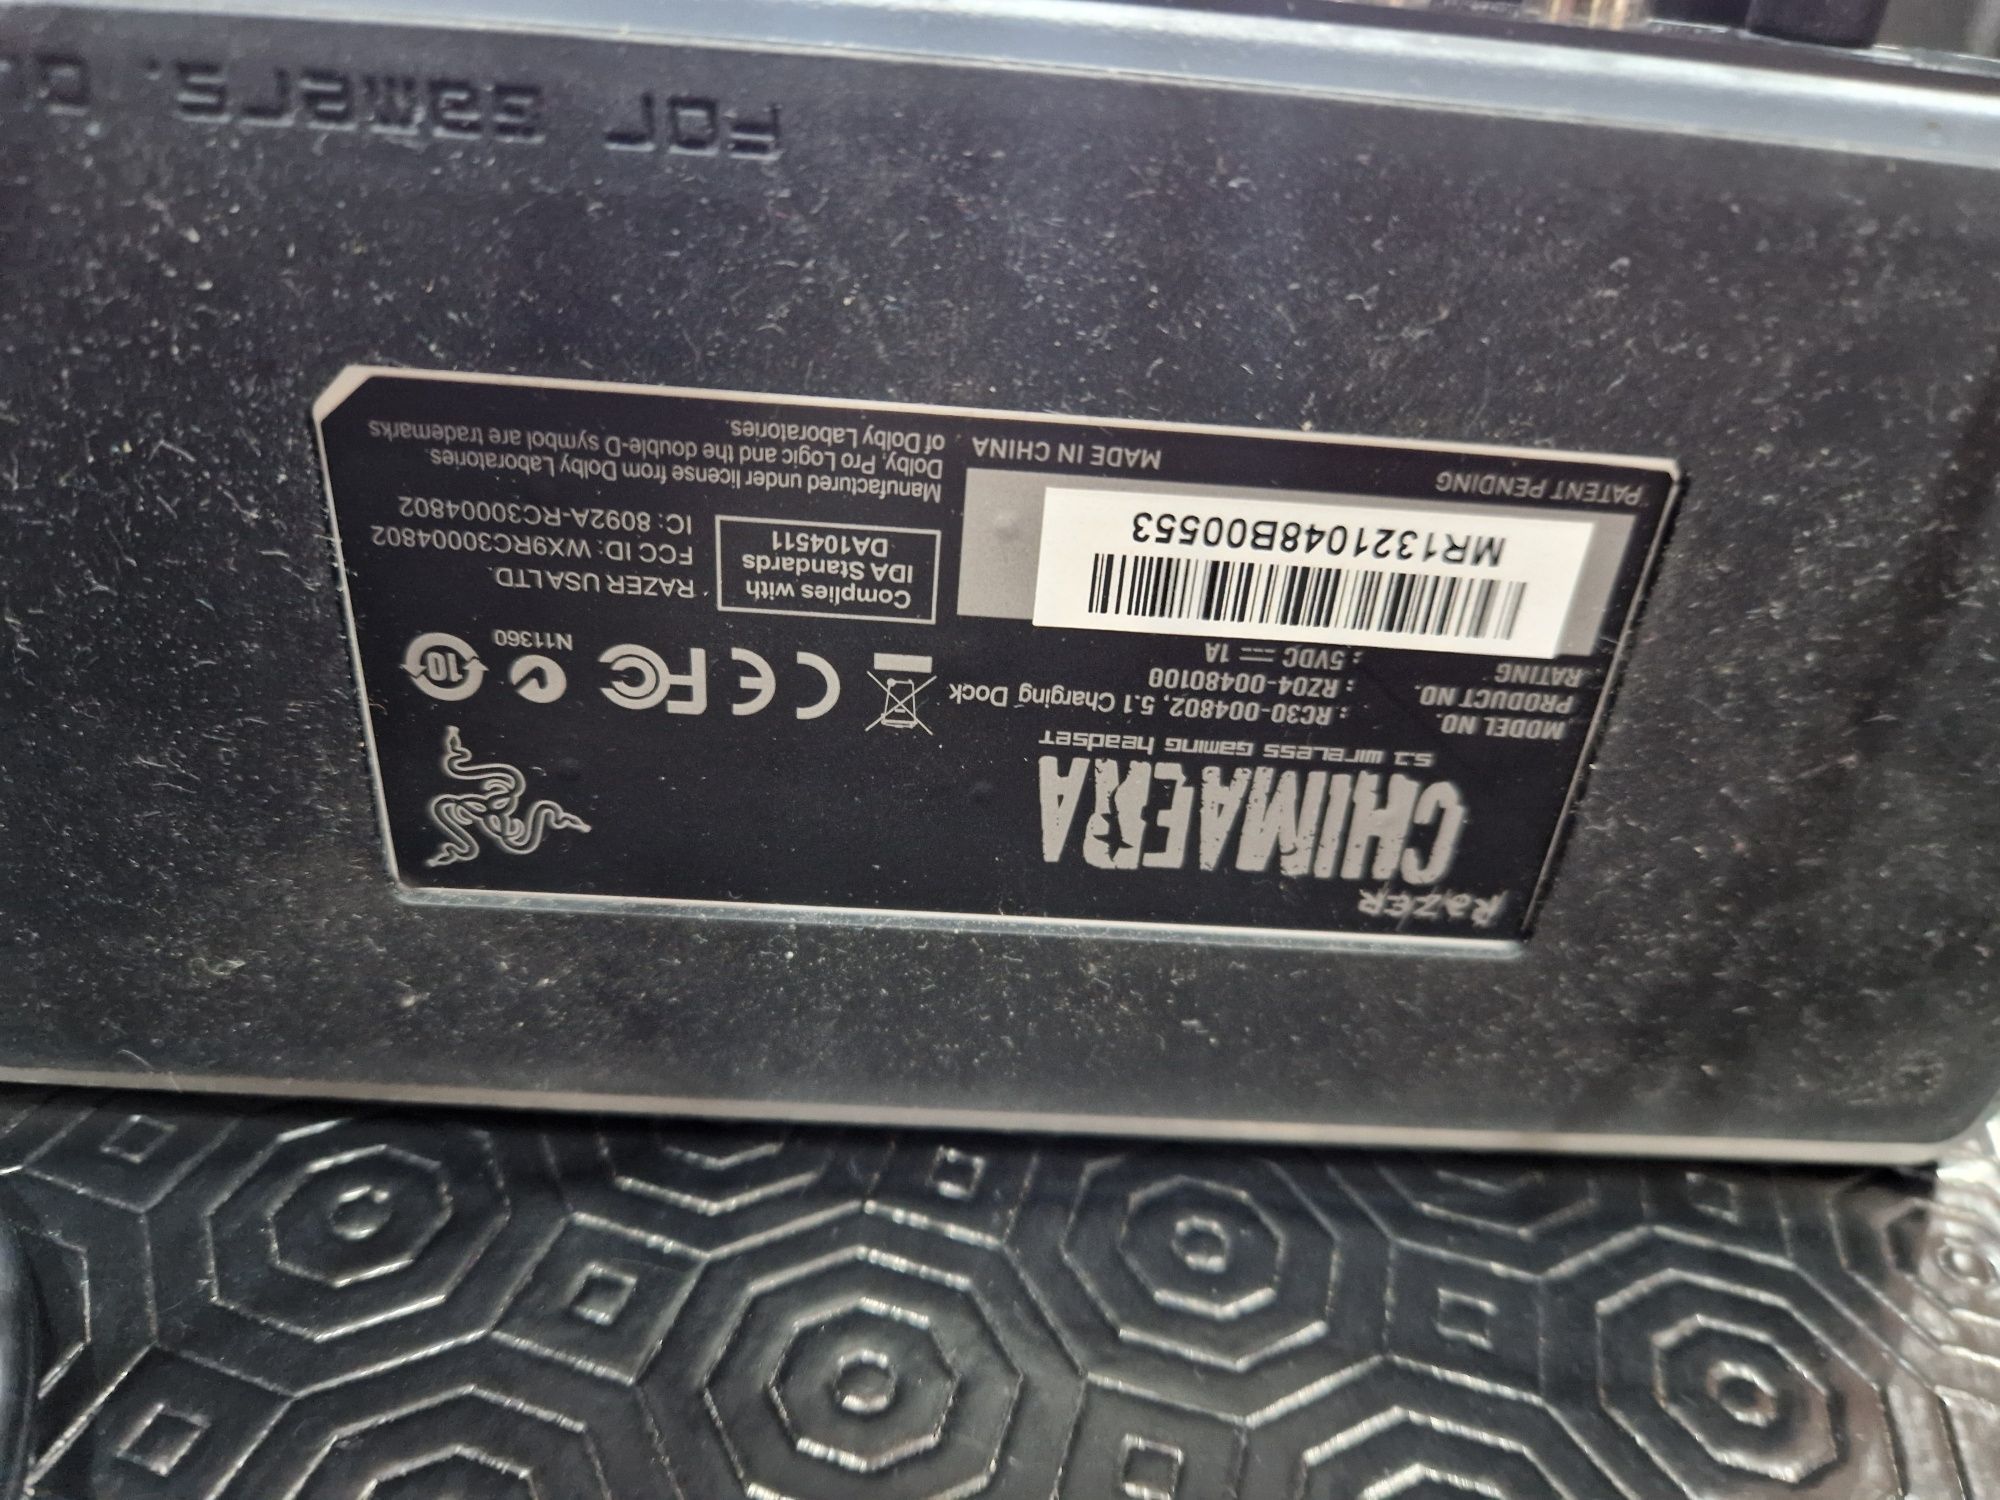 RAZER
CHIMAERA
5.1 WIRELESS GAMING HEADSET
MODEL NO. : RC30-004802, 5.1 Charging Dock
PRODUCT NO. : RZ04-00480100
RATING : 5VDC ⎓ 1A
MR1321048B00553
PATENT PENDING MADE IN CHINA
CE FC N11360 10
Complies with
IDA Standards
DA104511
RAZER USA LTD.
FCC ID: WX9RC30004802
IC: 8092A-RC30004802
Manufactured under license from Dolby Laboratories.
Dolby, Pro Logic and the double-D symbol are trademarks
of Dolby Laboratories.
For gamers.